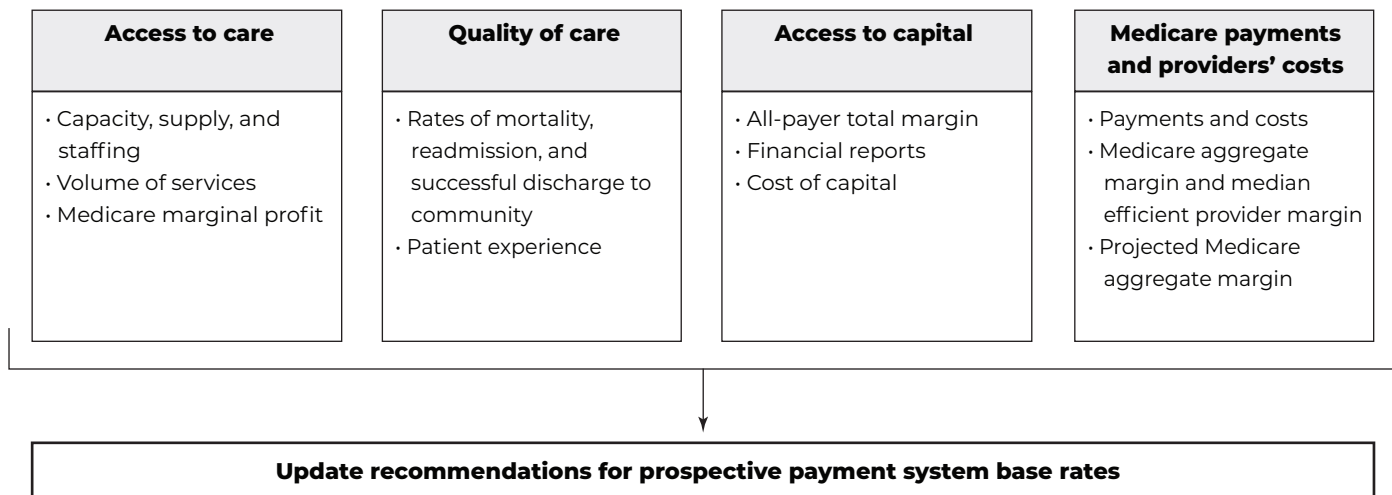 Access to care
· Capacity, supply, and
staffing
· Volume of services
· Medicare marginal profit
Quality of care
· Rates of mortality,
readmission, and
successful discharge to
community
· Patient experience
Access to capital
· All-payer total margin
· Financial reports
· Cost of capital
Medicare payments
and providers’ costs
· Payments and costs
· Medicare aggregate
margin and median
efficient provider margin
· Projected Medicare
aggregate margin
Update recommendations for prospective payment system base rates